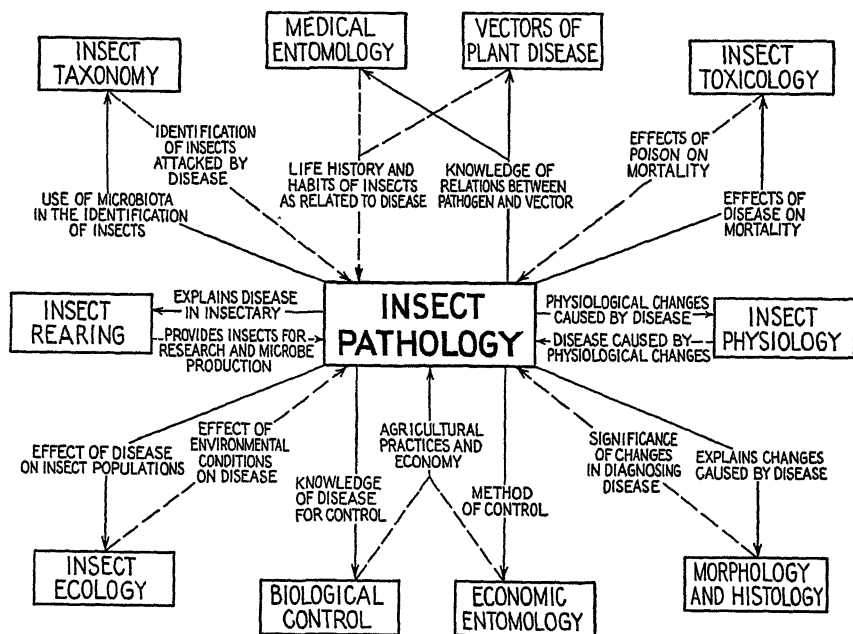 INSECT
TAXONOMY
MEDICAL
ENTOMOLOGY
VECTORS OF
PLANT DISEASE
INSECT
TOXICOLOGY
IDENTIFICATION
OF INSECTS
ATTACKED BY
DISEASE
USE OF MICROBIOTA
IN THE IDENTIFICATION
OF INSECTS
LIFE HISTORY AND
HABITS OF INSECTS
AS RELATED TO DISEASE
KNOWLEDGE OF
RELATIONS BETWEEN
PATHOGEN AND VECTOR
EFFECTS OF
POISON ON
MORTALITY
EFFECTS OF
DISEASE ON
MORTALITY
INSECT
REARING
EXPLAINS DISEASE
IN INSECTARY
PROVIDES INSECTS FOR
RESEARCH AND MICROBE
PRODUCTION
INSECT
PATHOLOGY
PHYSIOLOGICAL CHANGES
CAUSED BY DISEASE
DISEASE CAUSED BY
PHYSIOLOGICAL CHANGES
INSECT
PHYSIOLOGY
EFFECT OF DISEASE
ON INSECT POPULATIONS
EFFECT OF
ENVIRONMENTAL
CONDITIONS
ON DISEASE
KNOWLEDGE
OF DISEASE
FOR CONTROL
AGRICULTURAL
PRACTICES AND
ECONOMY
METHOD
OF CONTROL
SIGNIFICANCE
OF CHANGES
IN DIAGNOSING
DISEASE
EXPLAINS CHANGES
CAUSED BY DISEASE
INSECT
ECOLOGY
BIOLOGICAL
CONTROL
ECONOMIC
ENTOMOLOGY
MORPHOLOGY
AND HISTOLOGY